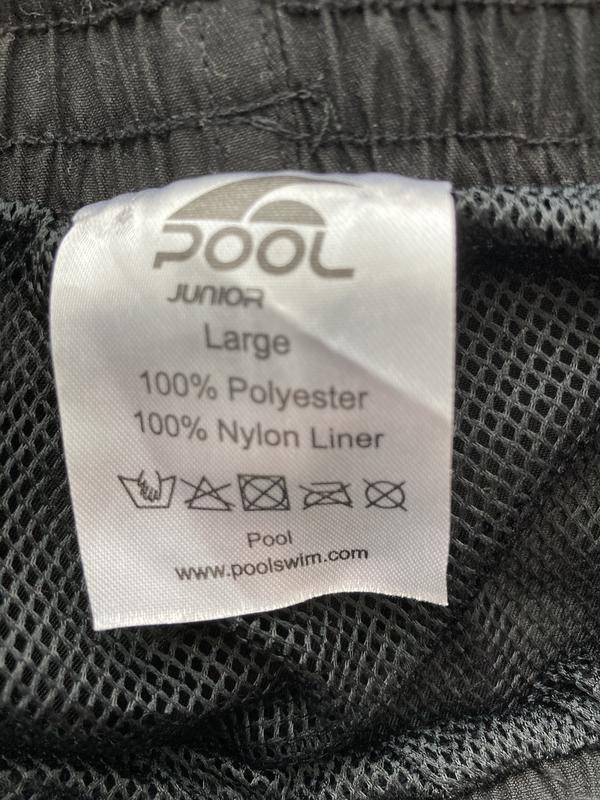 POOL
JUNIOR
Large
100% Polyester
100% Nylon Liner
Pool
www.poolswim.com